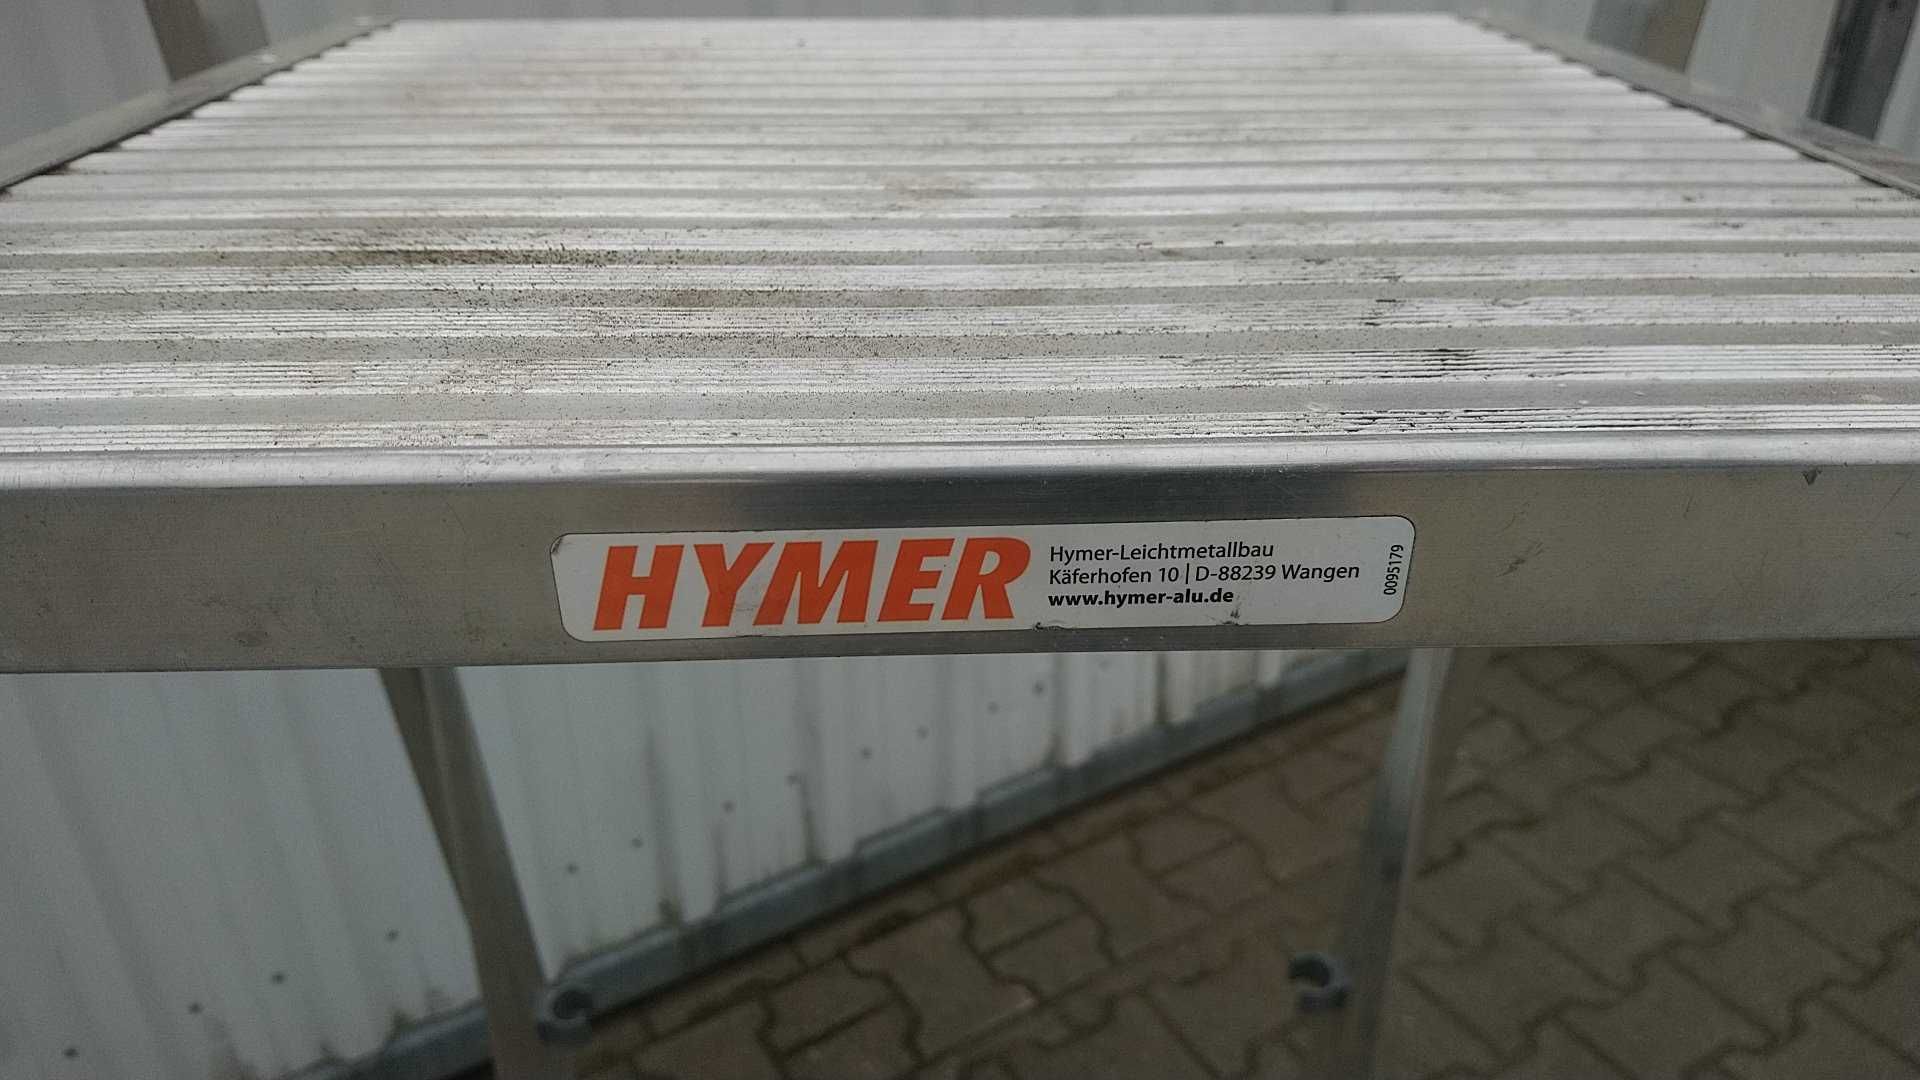 HYMER
Hymer-Leichtmetallbau
Käferhofen 10 | D-88239 Wangen
www.hymer-alu.de
0095179